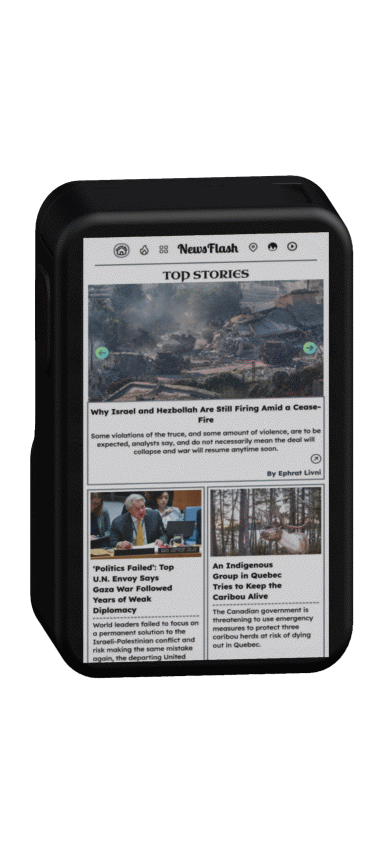 NewsFlash
TOP STORIES
Why Israel and Hezbollah Are Still Firing Amid a Cease-
Fire
Some violations of the truce, and some amount of violence, are to be
expected, analysts say, and do not necessarily mean the deal will
collapse and war will resume anytime soon.
By Ephrat Livni
'Politics Failed': Top
U.N. Envoy Says
Gaza War Followed
Years of Weak
Diplomacy
World leaders failed to focus on
a permanent solution to the
Israeli-Palestinian conflict and
risk making the same mistake
again, the departing United
An Indigenous
Group in Quebec
Tries to Keep the
Caribou Alive
The Canadian government is
threatening to use emergency
measures to protect three
caribou herds at risk of dying
out in Quebec.